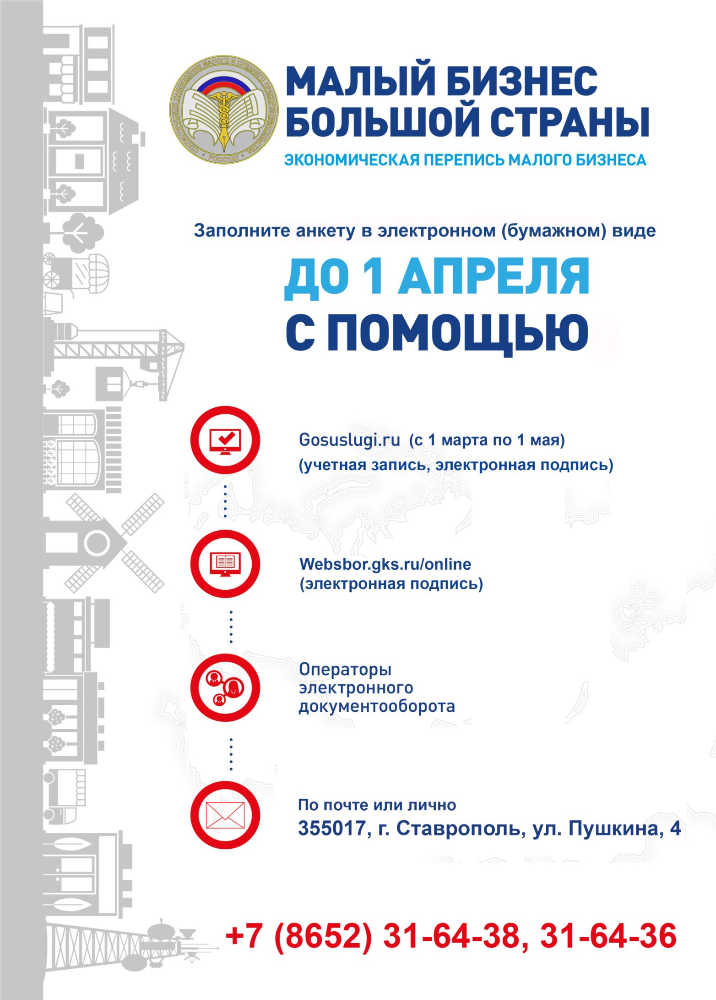 СТАТИСТИЧЕСКОЕ НАБЛЮДЕНИЕ МАЛОГО И СРЕДНЕГО ПРЕДПРИНИМАТЕЛЬСТВА
• РОССТАТ •
МАЛЫЙ БИЗНЕС
БОЛЬШОЙ СТРАНЫ
ЭКОНОМИЧЕСКАЯ ПЕРЕПИСЬ МАЛОГО БИЗНЕСА
Заполните анкету в электронном (бумажном) виде
ДО 1 АПРЕЛЯ
С ПОМОЩЬЮ
Gosuslugi.ru (с 1 марта по 1 мая)
(учетная запись, электронная подпись)
Websbor.gks.ru/online
(электронная подпись)
Операторы
электронного
документооборота
По почте или лично
355017, г. Ставрополь, ул. Пушкина, 4
+7 (8652) 31-64-38, 31-64-36